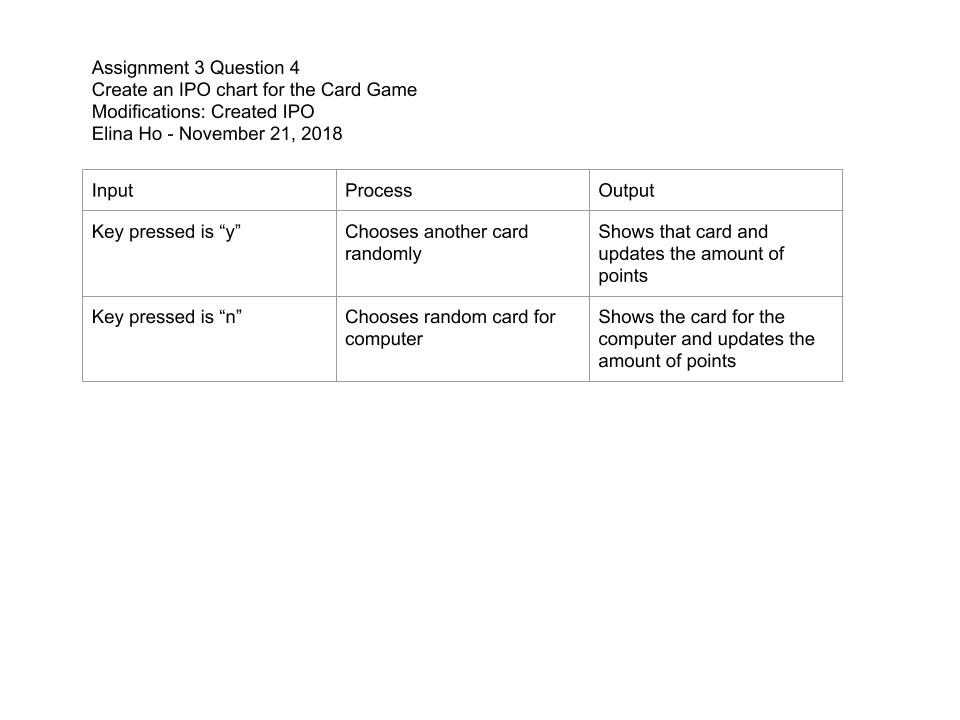 Assignment 3 Question 4
Create an IPO chart for the Card Game
Modifications: Created IPO
Elina Ho - November 21, 2018
Input
Process
Output
Key pressed is “y”
Chooses another card
randomly
Shows that card and
updates the amount of
points
Key pressed is “n”
Chooses random card for
computer
Shows the card for the
computer and updates the
amount of points